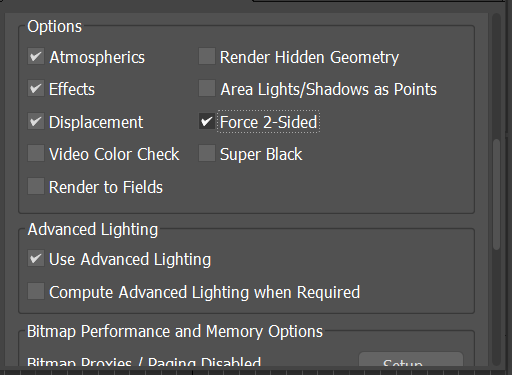 Options
Atmospherics
Render Hidden Geometry
Effects
Area Lights/Shadows as Points
Displacement
Force 2-Sided
Video Color Check
Super Black
Render to Fields
Advanced Lighting
Use Advanced Lighting
Compute Advanced Lighting when Required
Bitmap Performance and Memory Options
Bitmap Proxies / Paging Disabled
Setup...